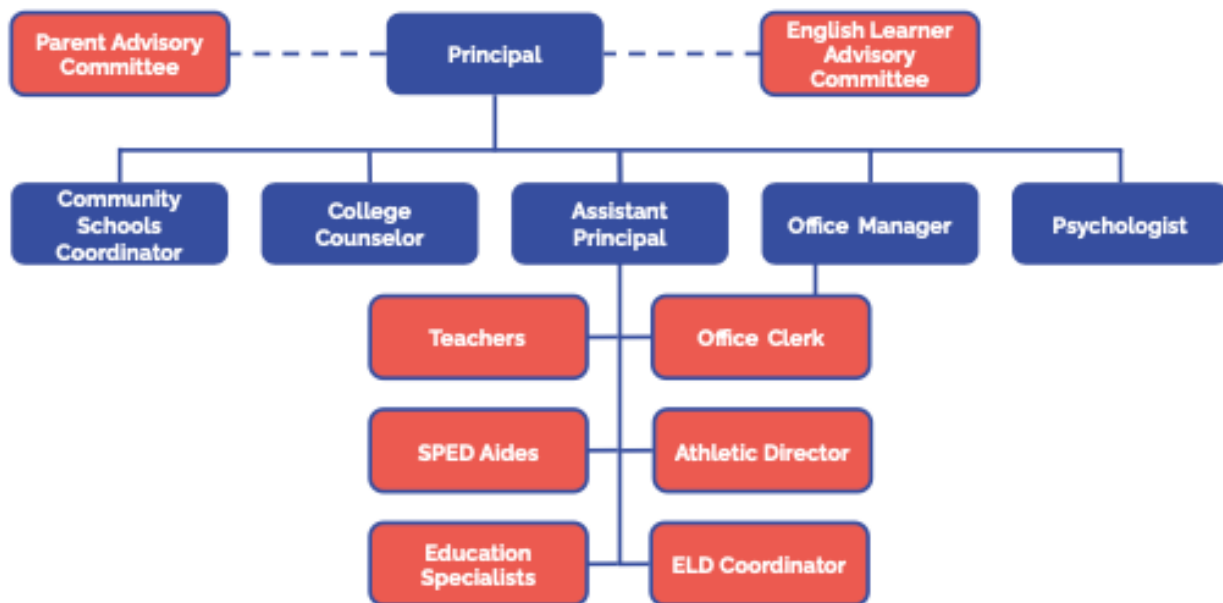 Parent Advisory
Committee
Principal
English Learner
Advisory
Committee
Community
Schools
Coordinator
College
Counselor
Assistant
Principal
Office Manager
Psychologist
Teachers
Office Clerk
SPED Aides
Athletic Director
Education
Specialists
ELD Coordinator